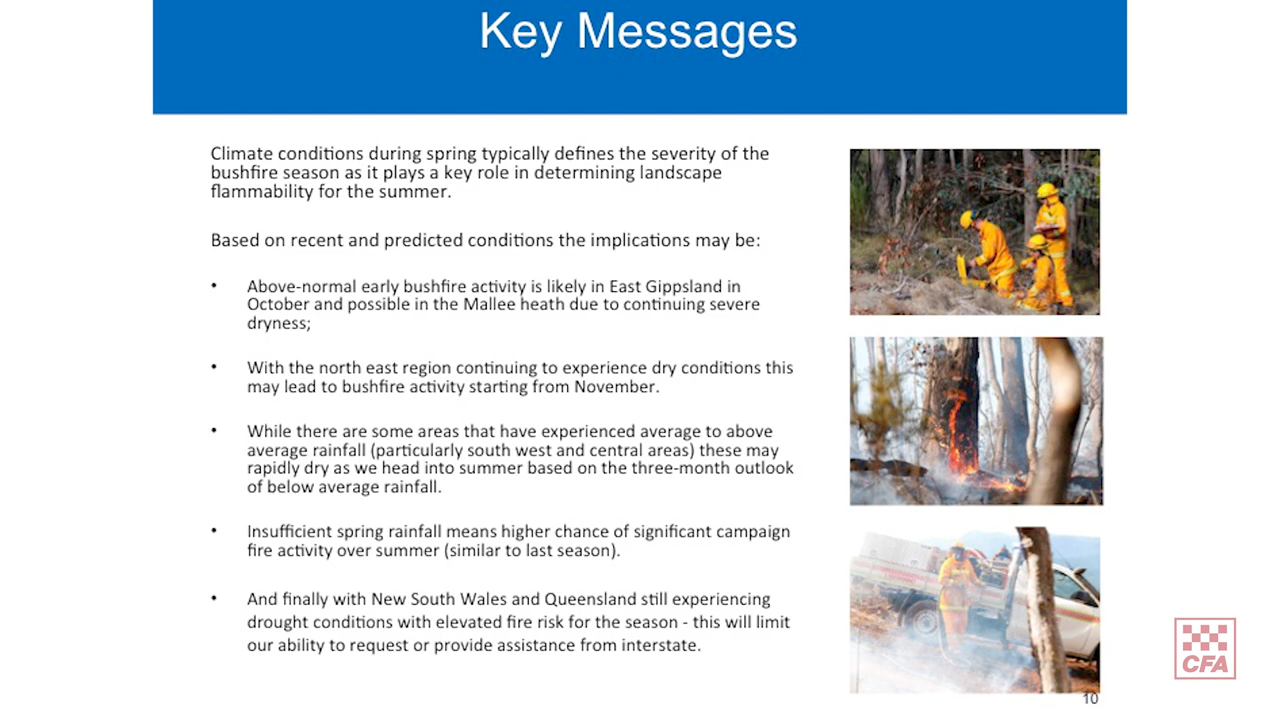 Key Messages
Climate conditions during spring typically defines the severity of the
bushfire season as it plays a key role in determining landscape
flammability for the summer.
Based on recent and predicted conditions the implications may be:
• Above-normal early bushfire activity is likely in East Gippsland in
October and possible in the Mallee heath due to continuing severe
dryness;
• With the north east region continuing to experience dry conditions this
may lead to bushfire activity starting from November.
• While there are some areas that have experienced average to above
average rainfall (particularly south west and central areas) these may
rapidly dry as we head into summer based on the three-month outlook
of below average rainfall.
• Insufficient spring rainfall means higher chance of significant campaign
fire activity over summer (similar to last season).
• And finally with New South Wales and Queensland still experiencing
drought conditions with elevated fire risk for the season - this will limit
our ability to request or provide assistance from interstate.
10
CFA